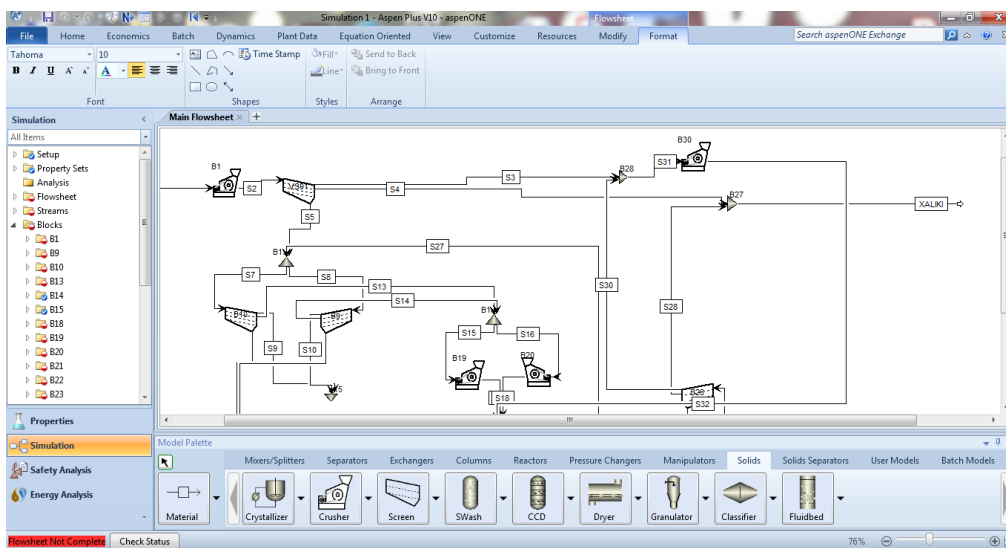 Simulation 1 - Aspen Plus V10 - aspenONE
Flowsheet
File Home Economics Batch Dynamics Plant Data Equation Oriented View Customize Resources Modify Format
Search aspenONE Exchange
Tahoma 10
Time Stamp
Fill
Send to Back
B I U A A A
Line
Bring to Front
Font Shapes Styles Arrange
Simulation
Main Flowsheet
All Items
Setup
Property Sets
Analysis
Flowsheet
Streams
Blocks
B1
B9
B10
B13
B14
B15
B18
B19
B20
B21
B22
B23
Properties
Simulation
Safety Analysis
Energy Analysis
B1
S2
S4
S3
B28
S31
B30
B27
XALIKI
S5
S27
S7
S8
S13
S14
S30
S28
B10
B9
S9
S10
S15
S16
B19
B20
S18
S32
Model Palette
Mixers/Splitters Separators Exchangers Columns Reactors Pressure Changers Manipulators Solids Solids Separators User Models Batch Models
Material Crystallizer Crusher Screen SWash CCD Dryer Granulator Classifier Fluidbed
Flowsheet Not Complete Check Status 76%